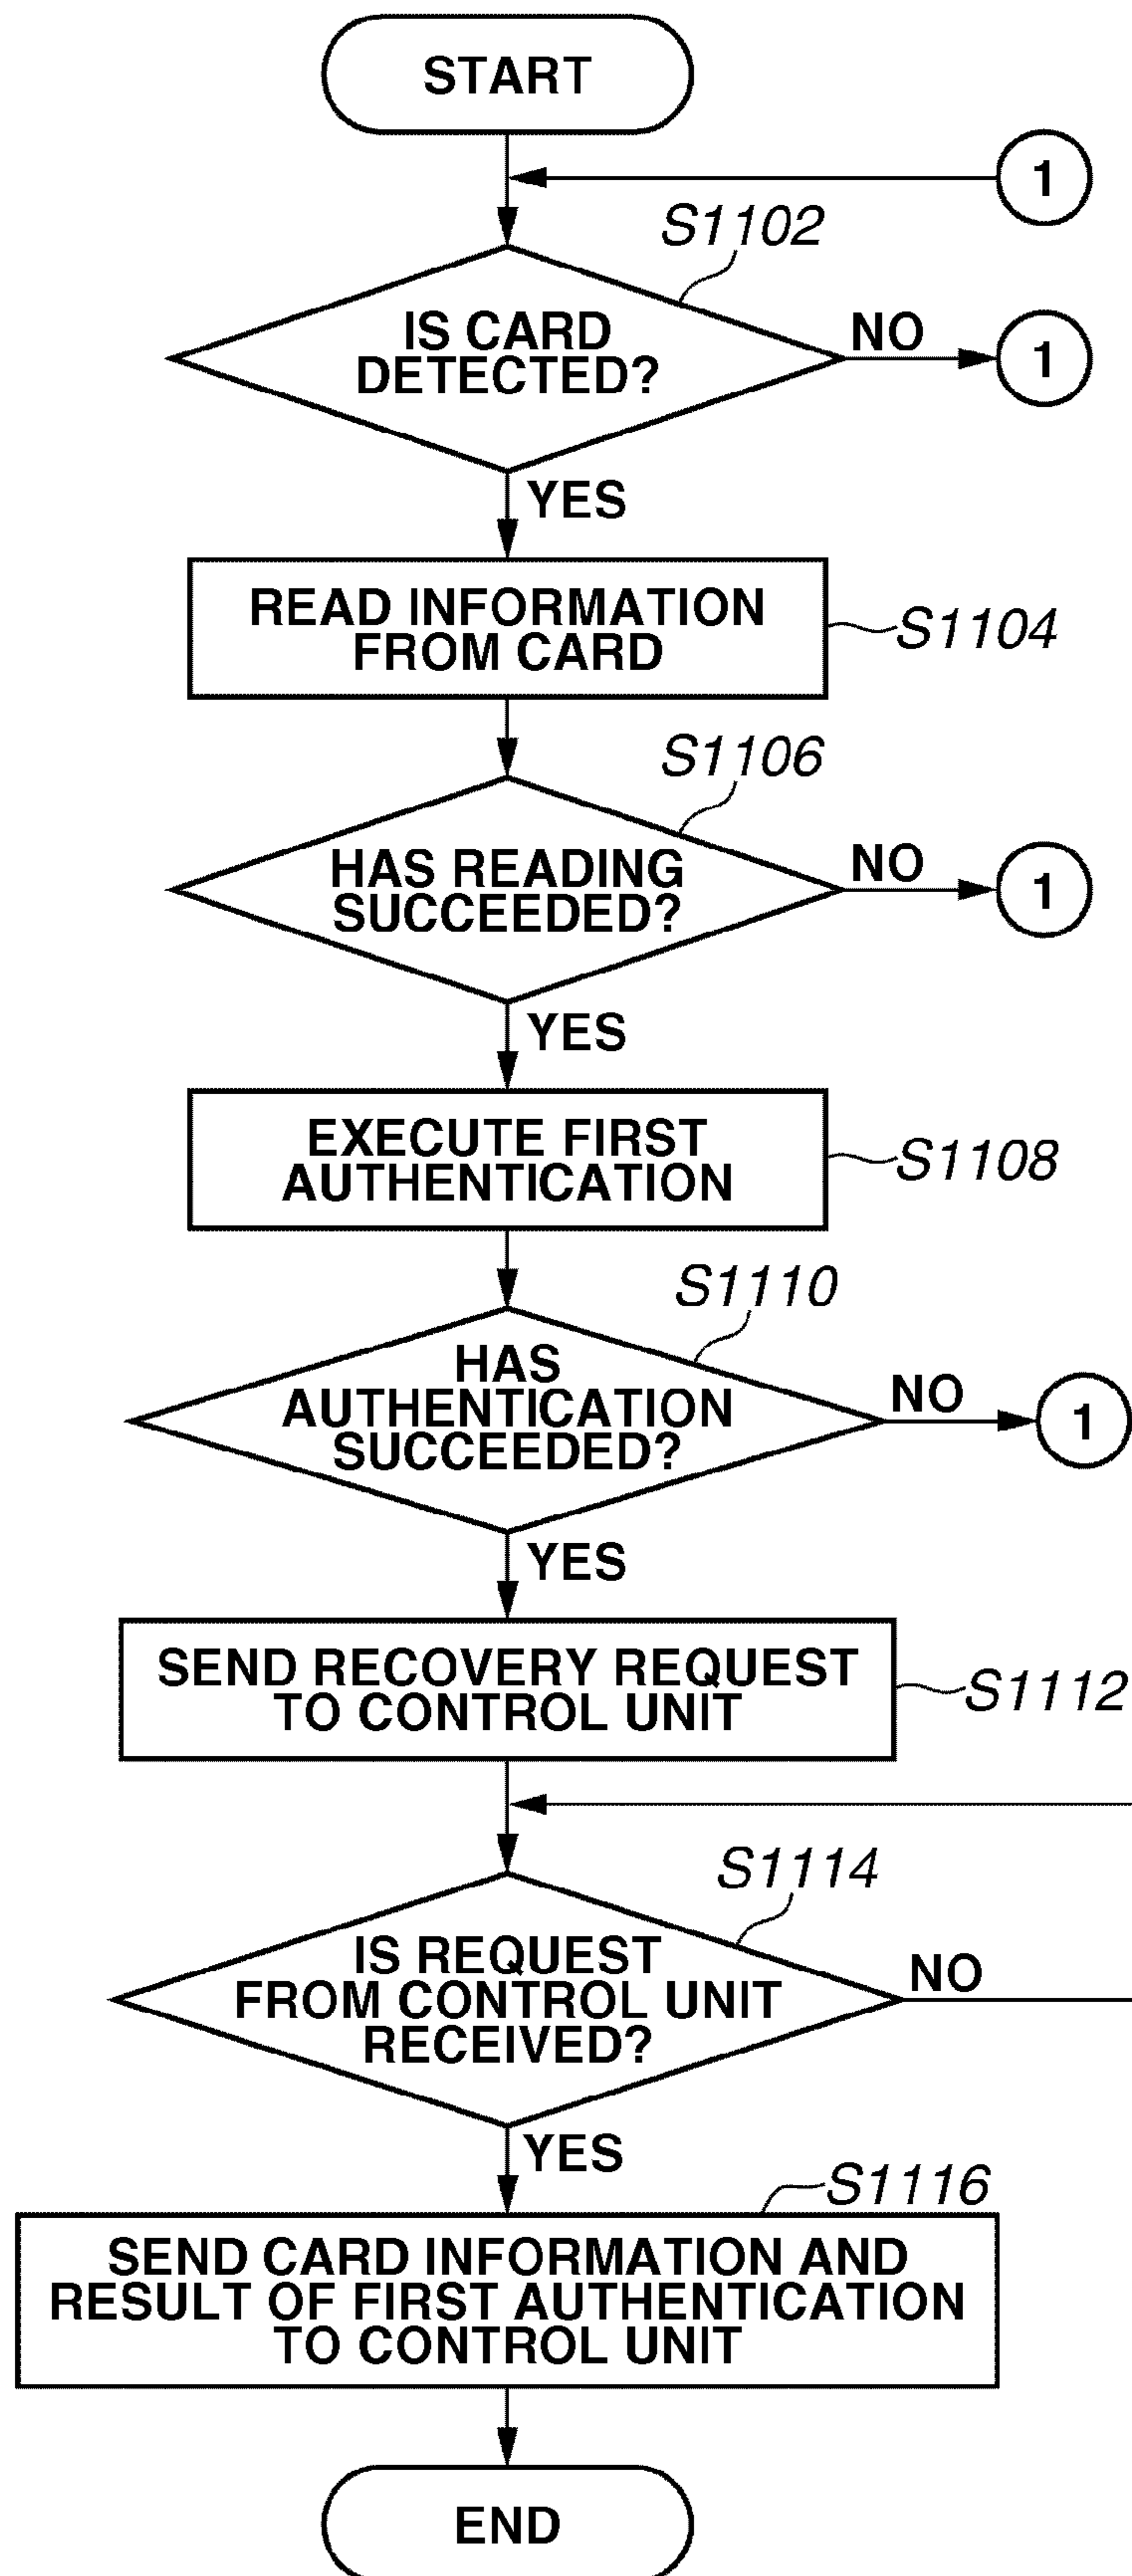 START
1
S1102
IS CARD
DETECTED?
NO
1
YES
READ INFORMATION
FROM CARD
S1104
S1106
HAS READING
SUCCEEDED?
NO
1
YES
EXECUTE FIRST
AUTHENTICATION
S1108
S1110
HAS
AUTHENTICATION
SUCCEEDED?
NO
1
YES
SEND RECOVERY REQUEST
TO CONTROL UNIT
S1112
S1114
IS REQUEST
FROM CONTROL UNIT
RECEIVED?
NO
YES
S1116
SEND CARD INFORMATION AND
RESULT OF FIRST AUTHENTICATION
TO CONTROL UNIT
END